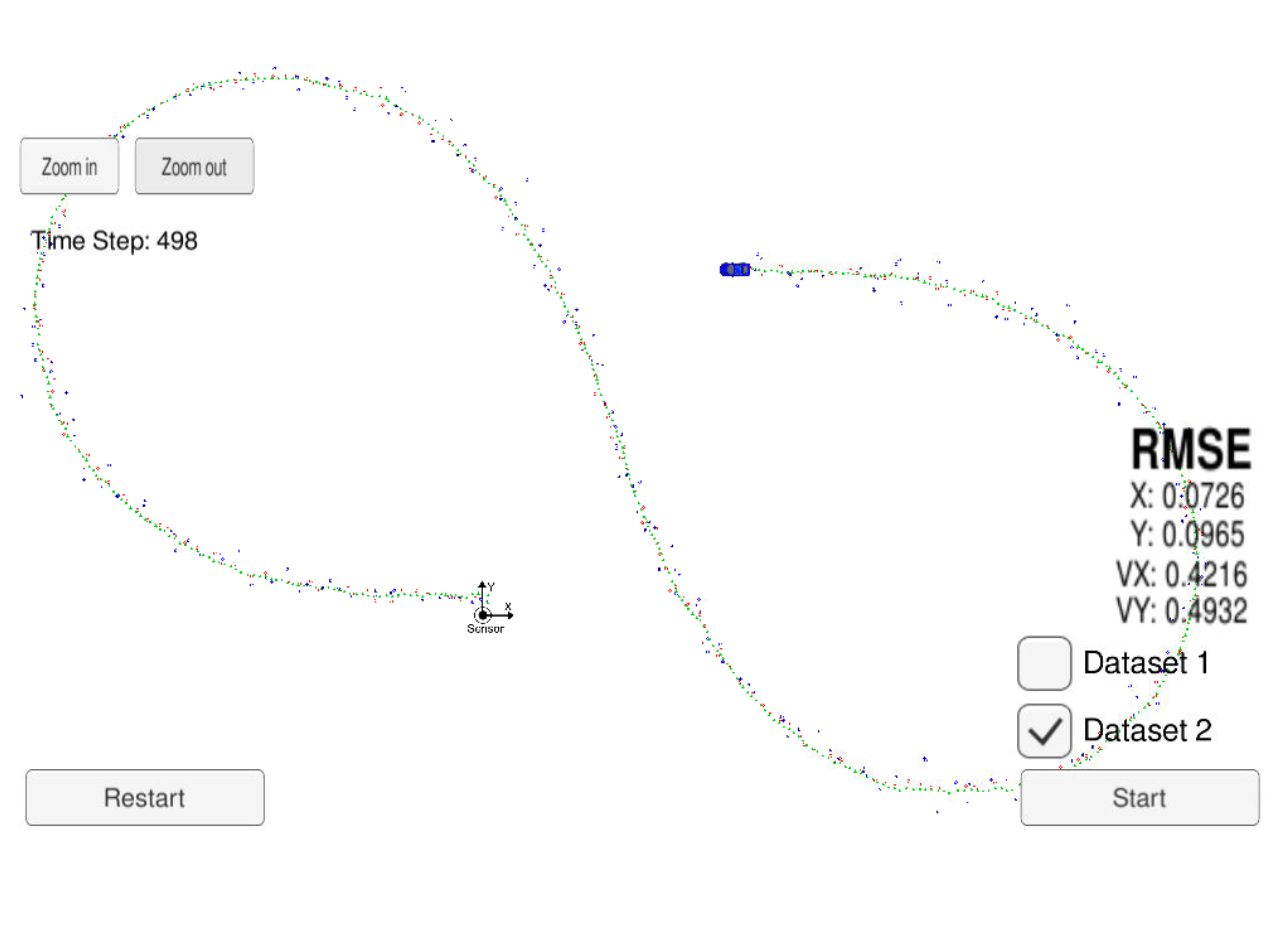 Zoom in
Zoom out
Time Step: 498
RMSE
X: 0.0726
Y: 0.0965
VX: 0.4216
VY: 0.4932
Y
X
Sensor
Dataset 1
Dataset 2
Restart
Start